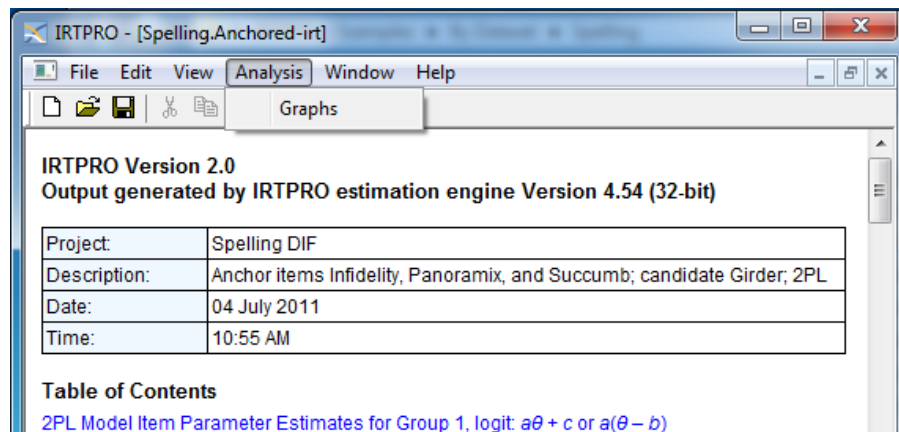 IRTPRO - [Spelling.Anchored-irt]
File Edit View Analysis Window Help
Graphs
IRTPRO Version 2.0
Output generated by IRTPRO estimation engine Version 4.54 (32-bit)
Project: Spelling DIF
Description: Anchor items Infidelity, Panoramix, and Succumb; candidate Girder; 2PL
Date: 04 July 2011
Time: 10:55 AM
Table of Contents
2PL Model Item Parameter Estimates for Group 1, logit: aθ + c or a(θ – b)